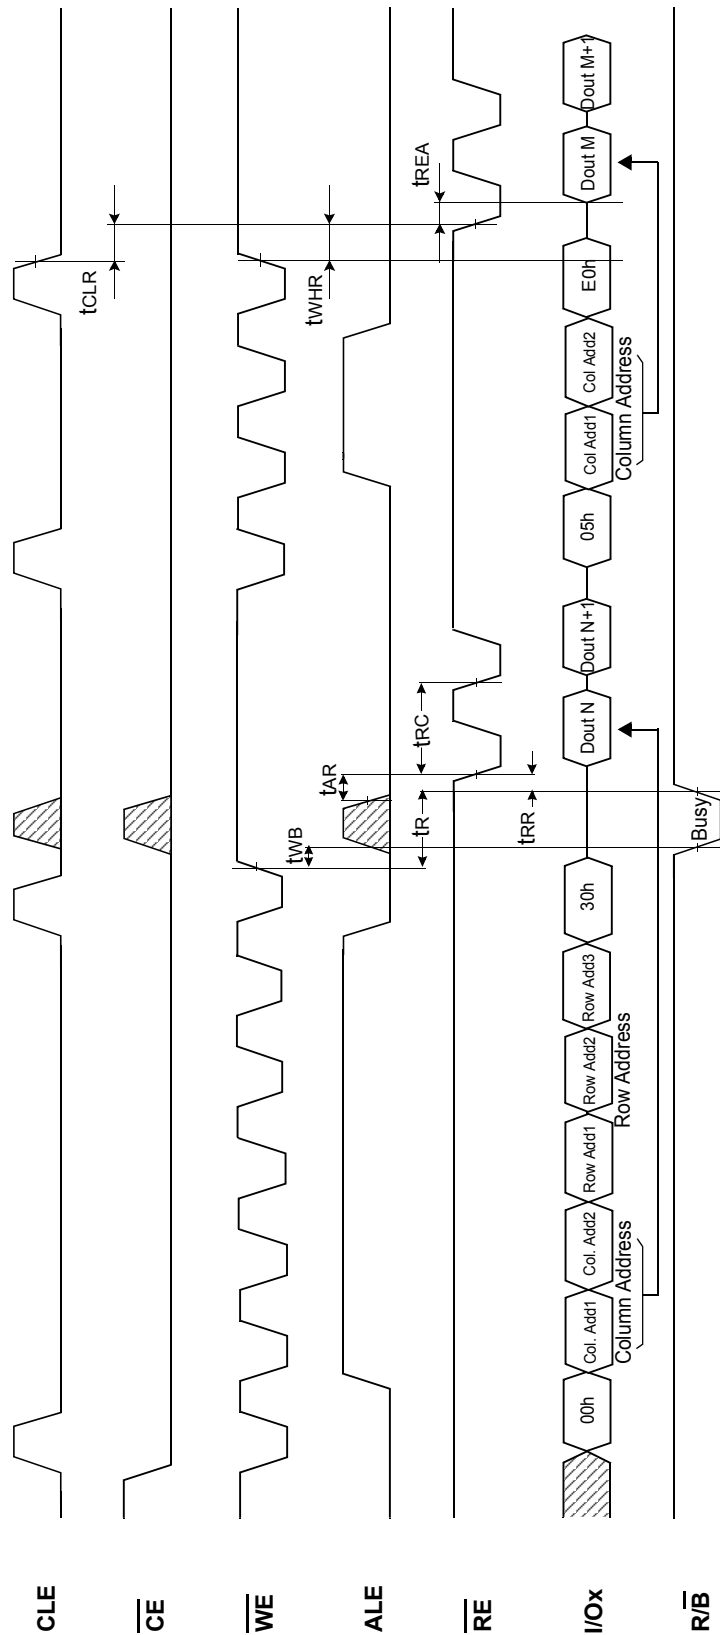 CLE
tCLR
CE
WE
tWB
tWHR
ALE
tAR
tRC
tR
tREA
RE
tRR
I/Ox
00h
Col. Add1
Col. Add2
Row Add1
Row Add2
Row Add3
30h
Dout N
Dout N+1
05h
Col Add1
Col Add2
E0h
Dout M
Dout M+1
Column Address
Row Address
Column Address
R/B
Busy